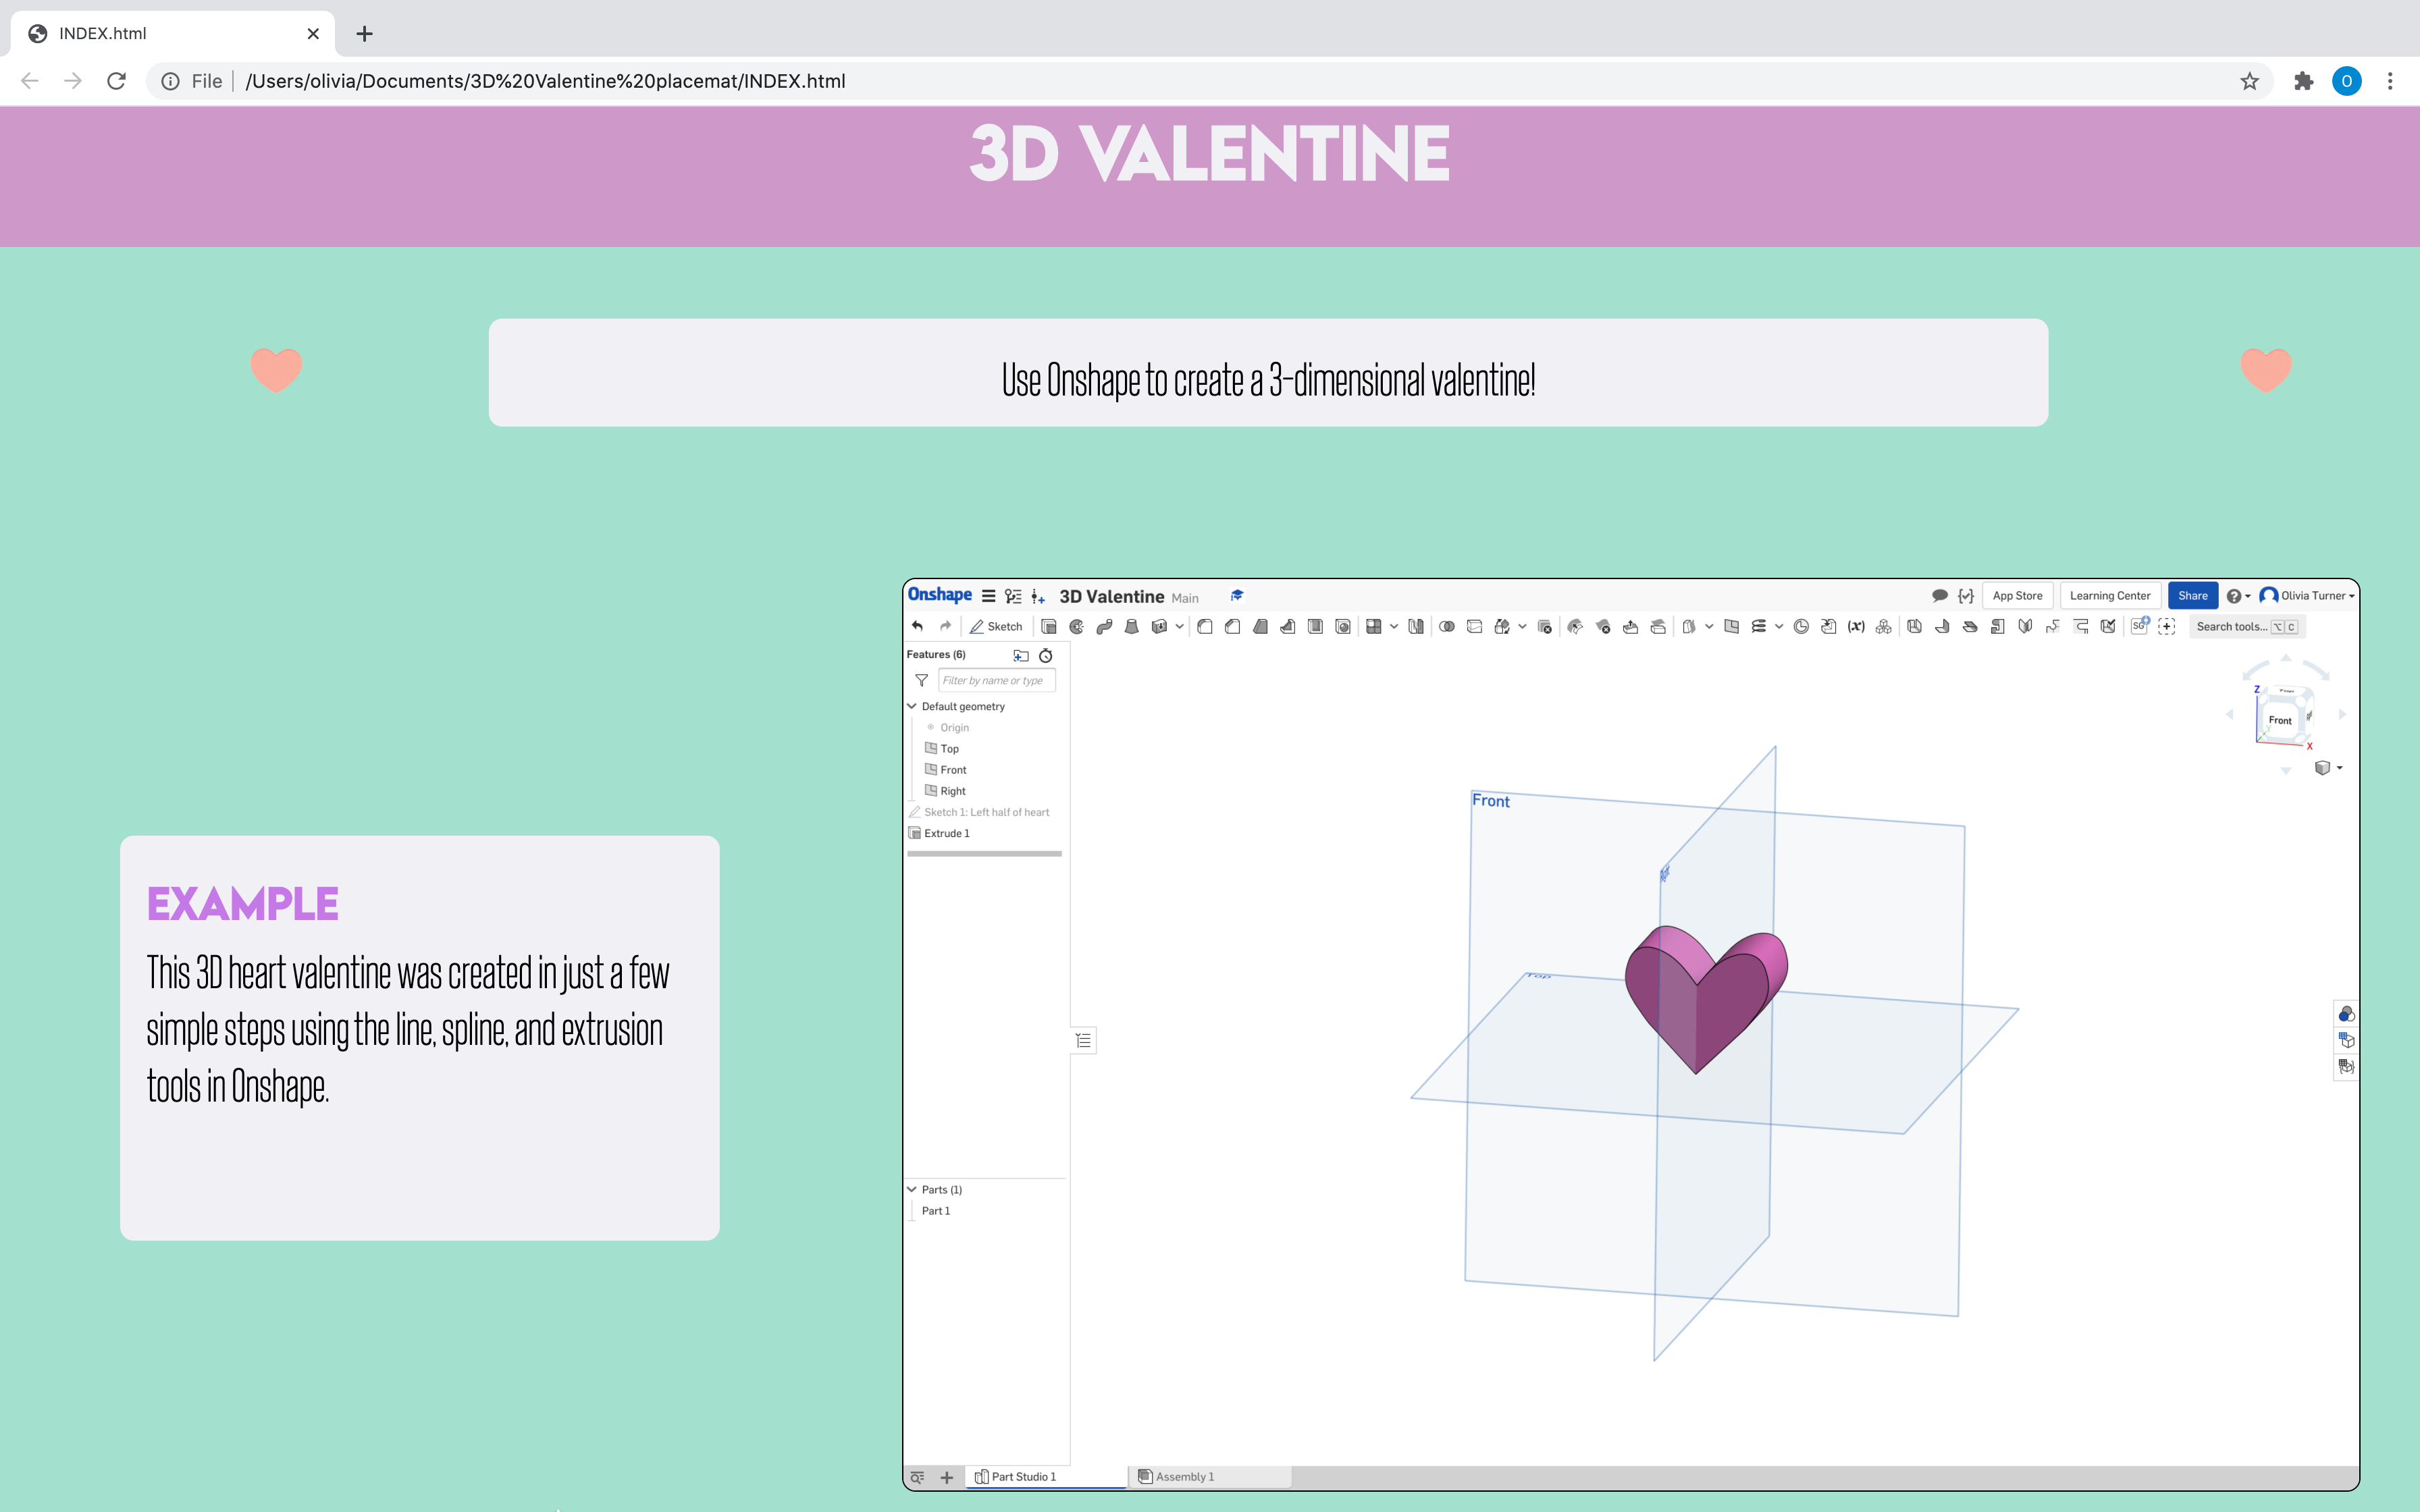 INDEX.html
File
/Users/olivia/Documents/3D%20Valentine%20placemat/INDEX.html
O
3D VALENTINE
Use Onshape to create a 3-dimensional valentine!
EXAMPLE
This 3D heart valentine was created in just a few
simple steps using the line, spline, and extrusion
tools in Onshape.
Onshape
3D Valentine Main
App Store
Learning Center
Share
Olivia Turner
Sketch
(x)
SG
Search tools... ⌥ C
Features (6)
Filter by name or type
Default geometry
Origin
Top
Front
Right
Sketch 1: Left half of heart
Extrude 1
Parts (1)
Part 1
Front
Top
Z
Top
Front
X
Part Studio 1
Assembly 1